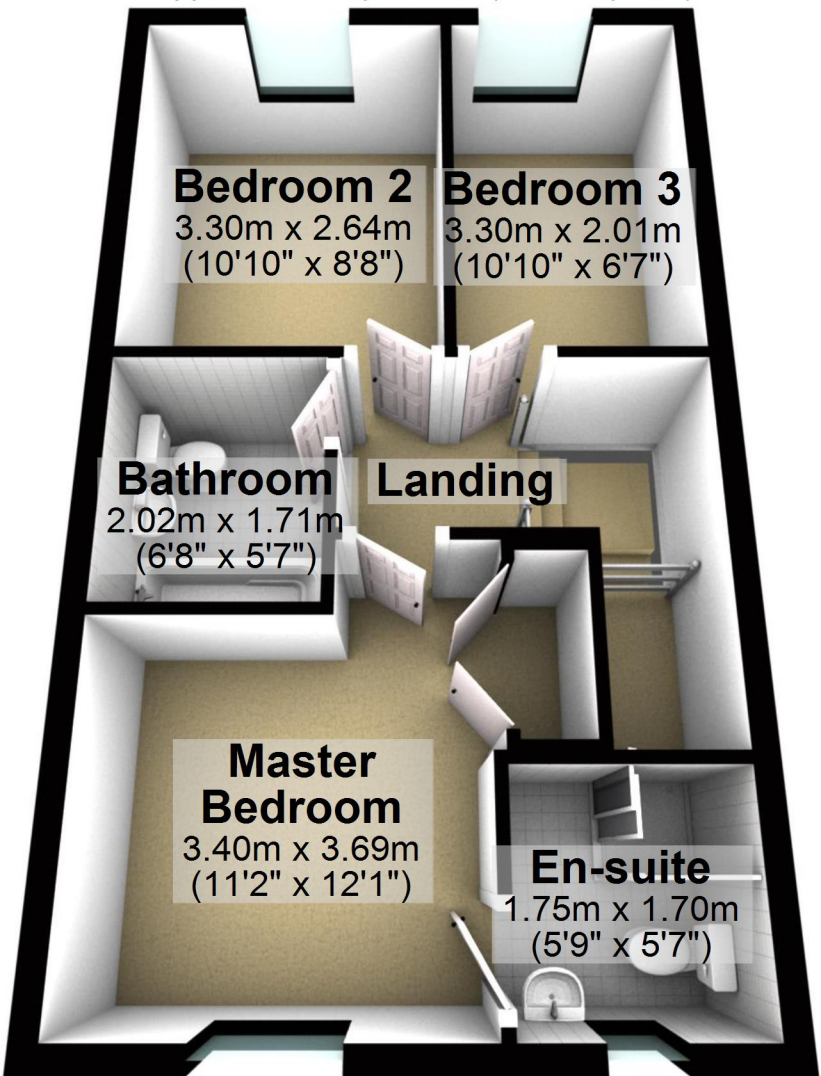 Bedroom 2
3.30m x 2.64m
(10'10" x 8'8")
Bedroom 3
3.30m x 2.01m
(10'10" x 6'7")
Bathroom
2.02m x 1.71m
(6'8" x 5'7")
Landing
Master
Bedroom
3.40m x 3.69m
(11'2" x 12'1")
En-suite
1.75m x 1.70m
(5'9" x 5'7")